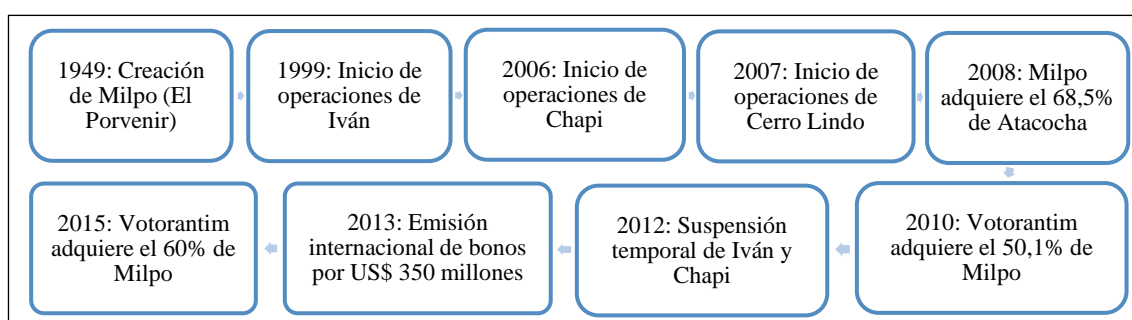 1949: Creación
de Milpo (El
Porvenir)
1999: Inicio de
operaciones de
Iván
2006: Inicio de
operaciones de
Chapi
2007: Inicio de
operaciones de
Cerro Lindo
2008: Milpo
adquiere el 68,5%
de Atacocha
2010: Votorantim
adquiere el 50,1% de
Milpo
2012: Suspensión
temporal de Iván y
Chapi
2013: Emisión
internacional de bonos
por US$ 350 millones
2015: Votorantim
adquiere el 60% de
Milpo